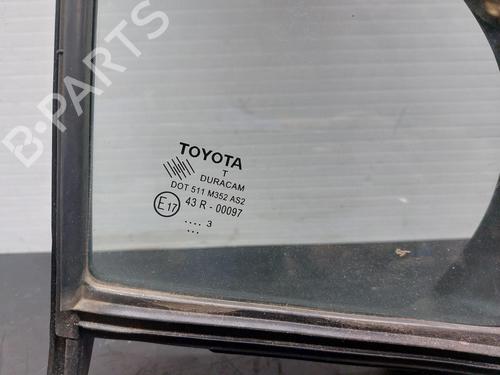 B-PARTS
TOYOTA
T
DURACAM
DOT 511 M352 AS2
E17 43 R - 00097
.... 3
...